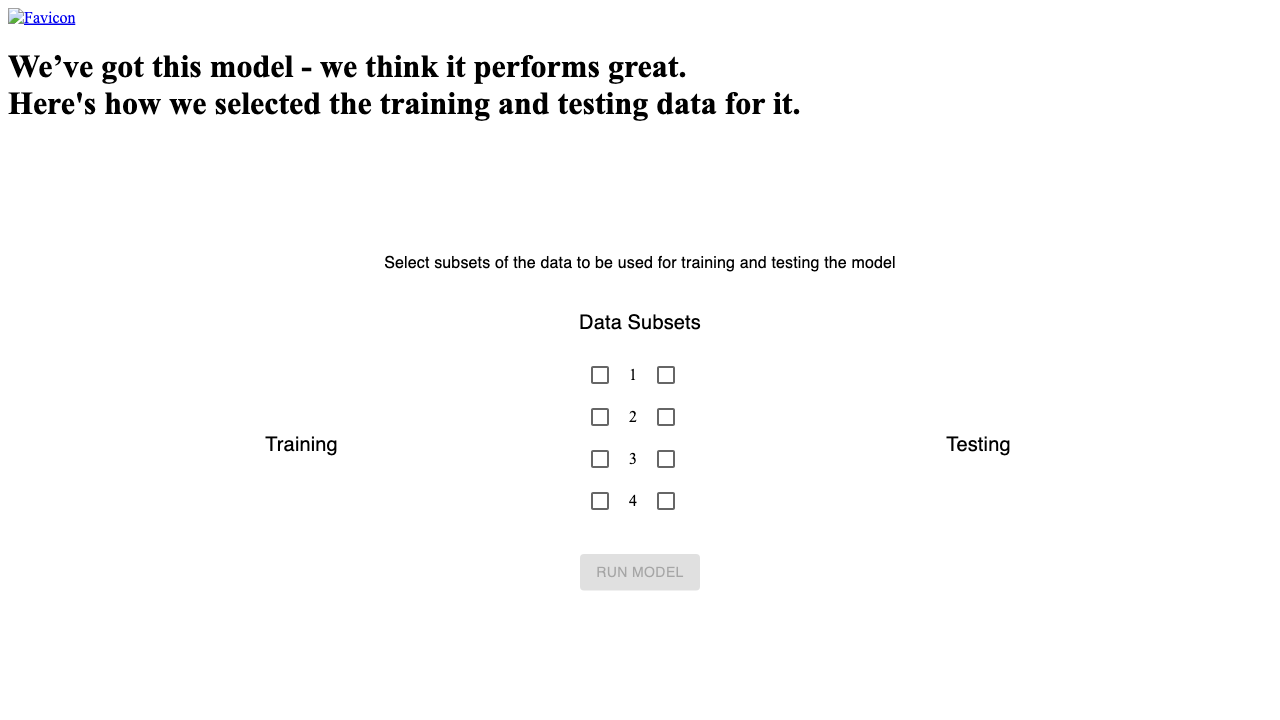 Favicon
We’ve got this model - we think it performs great.
Here's how we selected the training and testing data for it.
Select subsets of the data to be used for training and testing the model
Data Subsets
1
2
Training
Testing
3
4
RUN MODEL